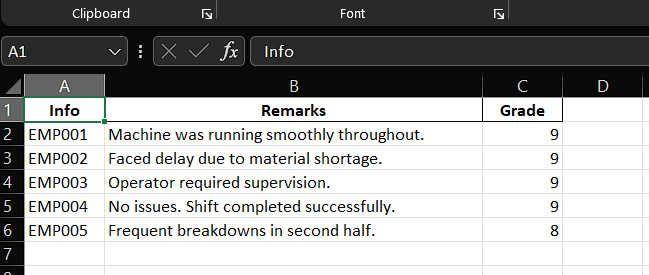 Clipboard Font
A1 fx Info
A B C D
1 Info Remarks Grade
2 EMP001 Machine was running smoothly throughout. 9
3 EMP002 Faced delay due to material shortage. 9
4 EMP003 Operator required supervision. 9
5 EMP004 No issues. Shift completed successfully. 9
6 EMP005 Frequent breakdowns in second half. 8
7